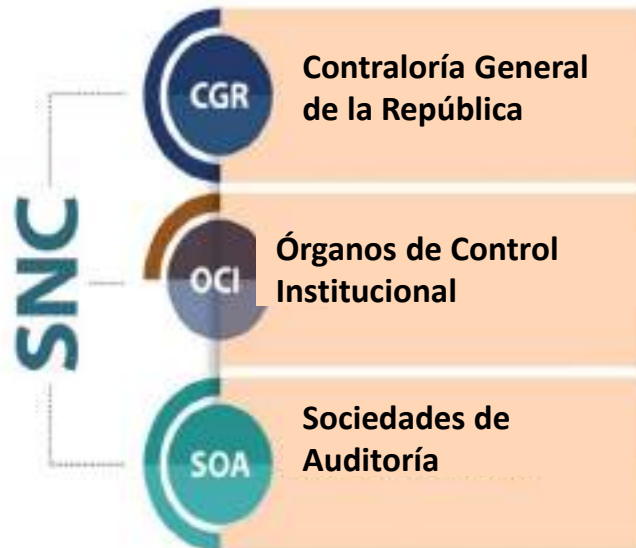 SNC
CGR
Contraloría General
de la República
OCI
Órganos de Control
Institucional
SOA
Sociedades de
Auditoría